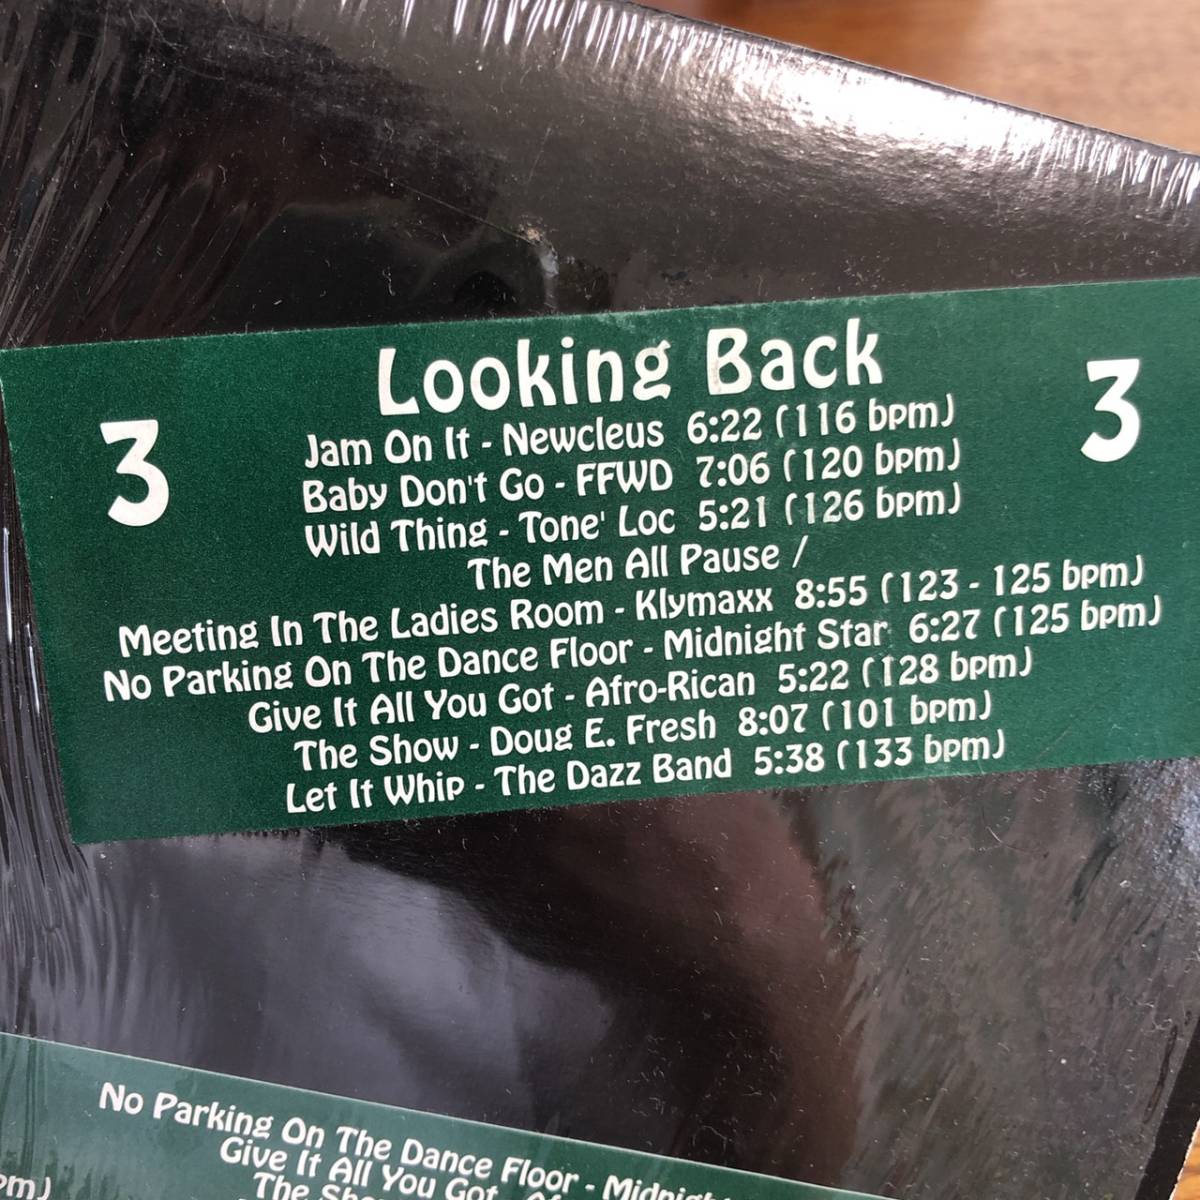 Looking Back
3
3
Jam On It - Newcleus 6:22 (116 bpm)
Baby Don't Go - FFWD 7:06 (120 bpm)
Wild Thing - Tone' Loc 5:21 (126 bpm)
The Men All Pause /
Meeting In The Ladies Room - Klymaxx 8:55 (123 - 125 bpm)
No Parking On The Dance Floor - Midnight Star 6:27 (125 bpm)
Give It All You Got - Afro-Rican 5:22 (128 bpm)
The Show - Doug E. Fresh 8:07 (101 bpm)
Let It Whip - The Dazz Band 5:38 (133 bpm)
No Parking On The Dance Floor -
Give It All You Got -
The